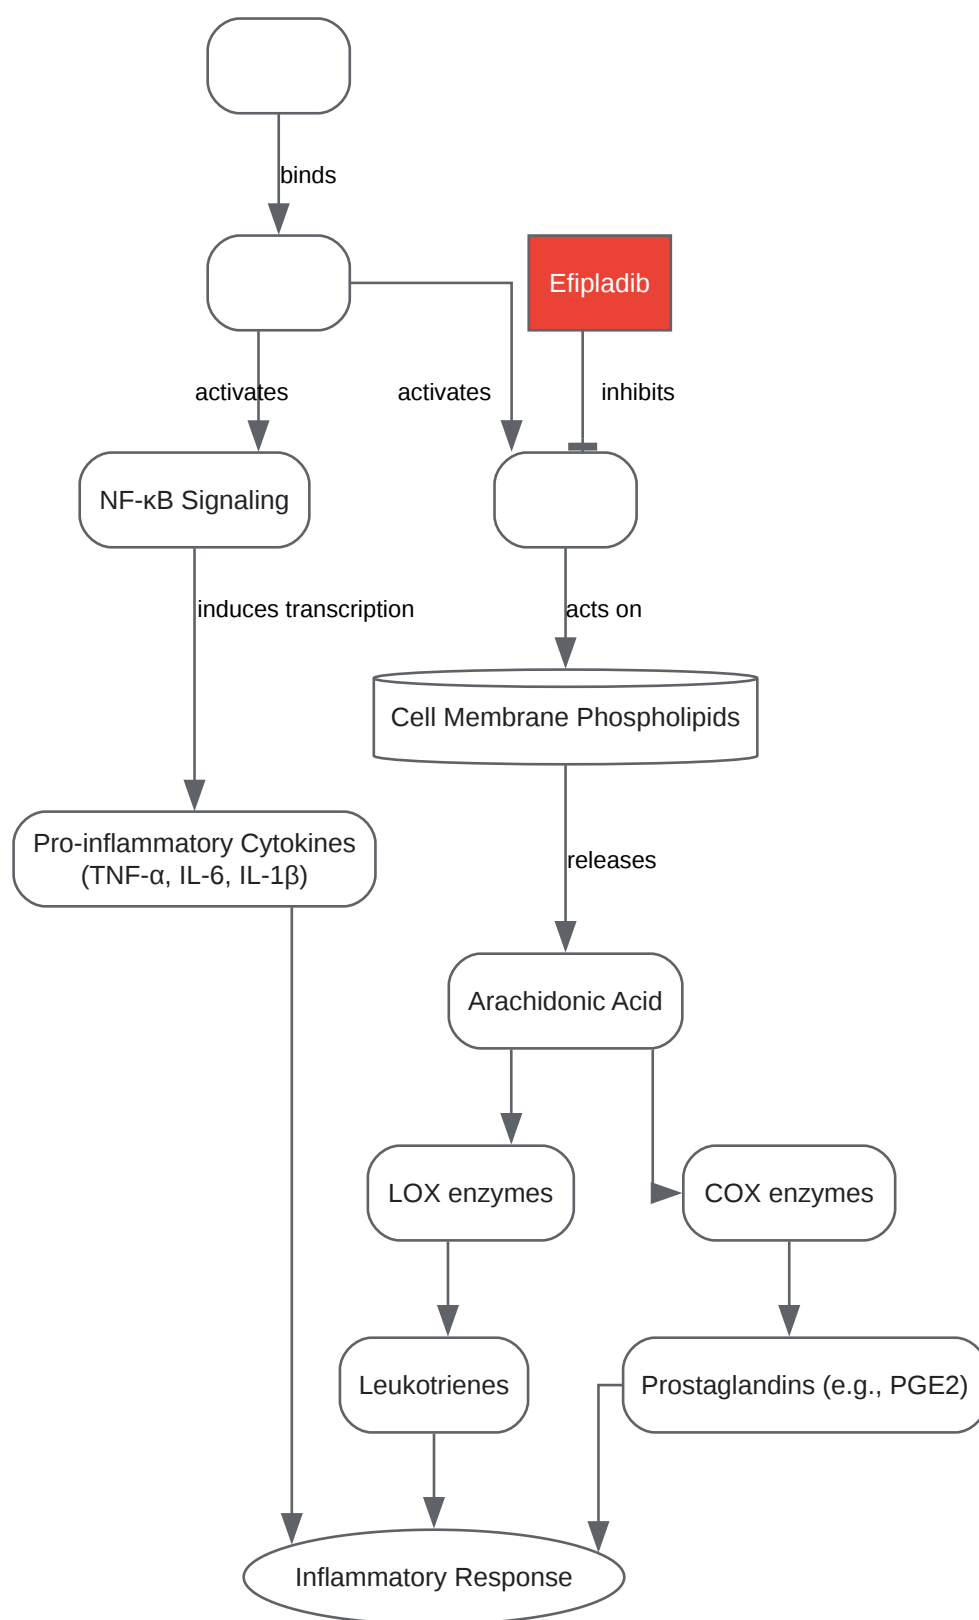 binds
Efipladib
activates
activates
inhibits
NF-κB Signaling
induces transcription
acts on
Cell Membrane Phospholipids
Pro-inflammatory Cytokines
(TNF-α, IL-6, IL-1β)
releases
Arachidonic Acid
LOX enzymes
COX enzymes
Leukotrienes
Prostaglandins (e.g., PGE2)
Inflammatory Response